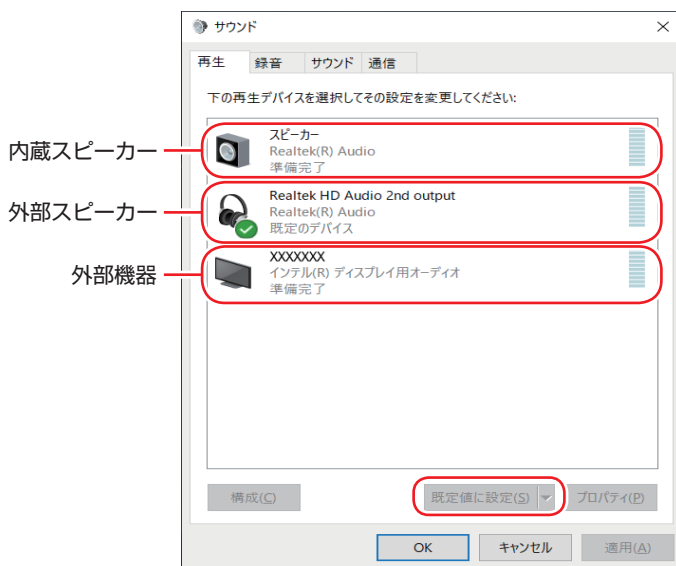 サウンド
再生 録音 サウンド 通信
下の再生デバイスを選択してその設定を変更してください:
内蔵スピーカー
スピーカー
Realtek(R) Audio
準備完了
外部スピーカー
Realtek HD Audio 2nd output
Realtek(R) Audio
既定のデバイス
外部機器
XXXXXXX
インテル(R) ディスプレイ用オーディオ
準備完了
構成(C) 既定値に設定(S) プロパティ(P)
OK キャンセル 適用(A)